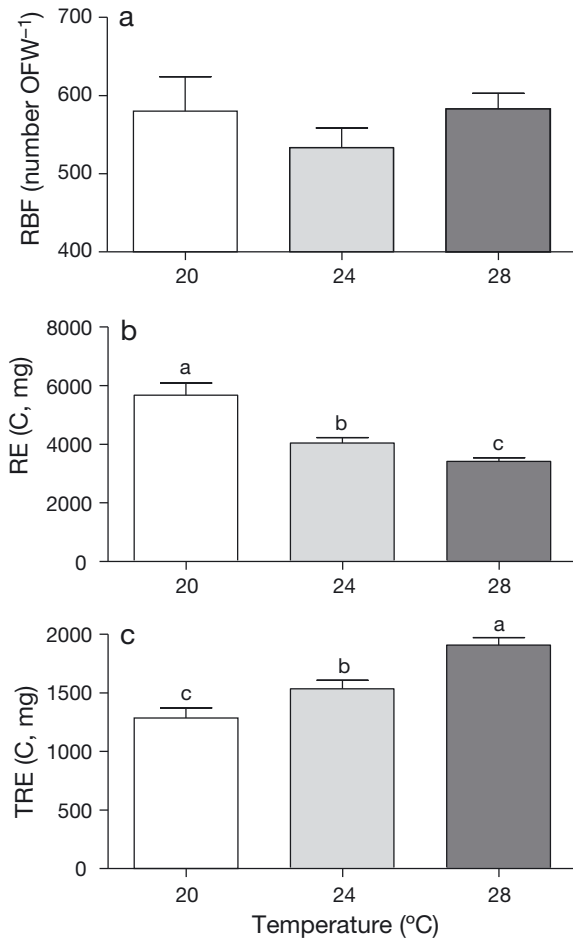 a
RBF (number OFW⁻¹)
700
600
500
400
20 24 28
b
RE (C, mg)
8000
6000
4000
2000
0
a
b
c
20 24 28
c
TRE (C, mg)
2000
1500
1000
500
0
c
b
a
20 24 28
Temperature (ºC)